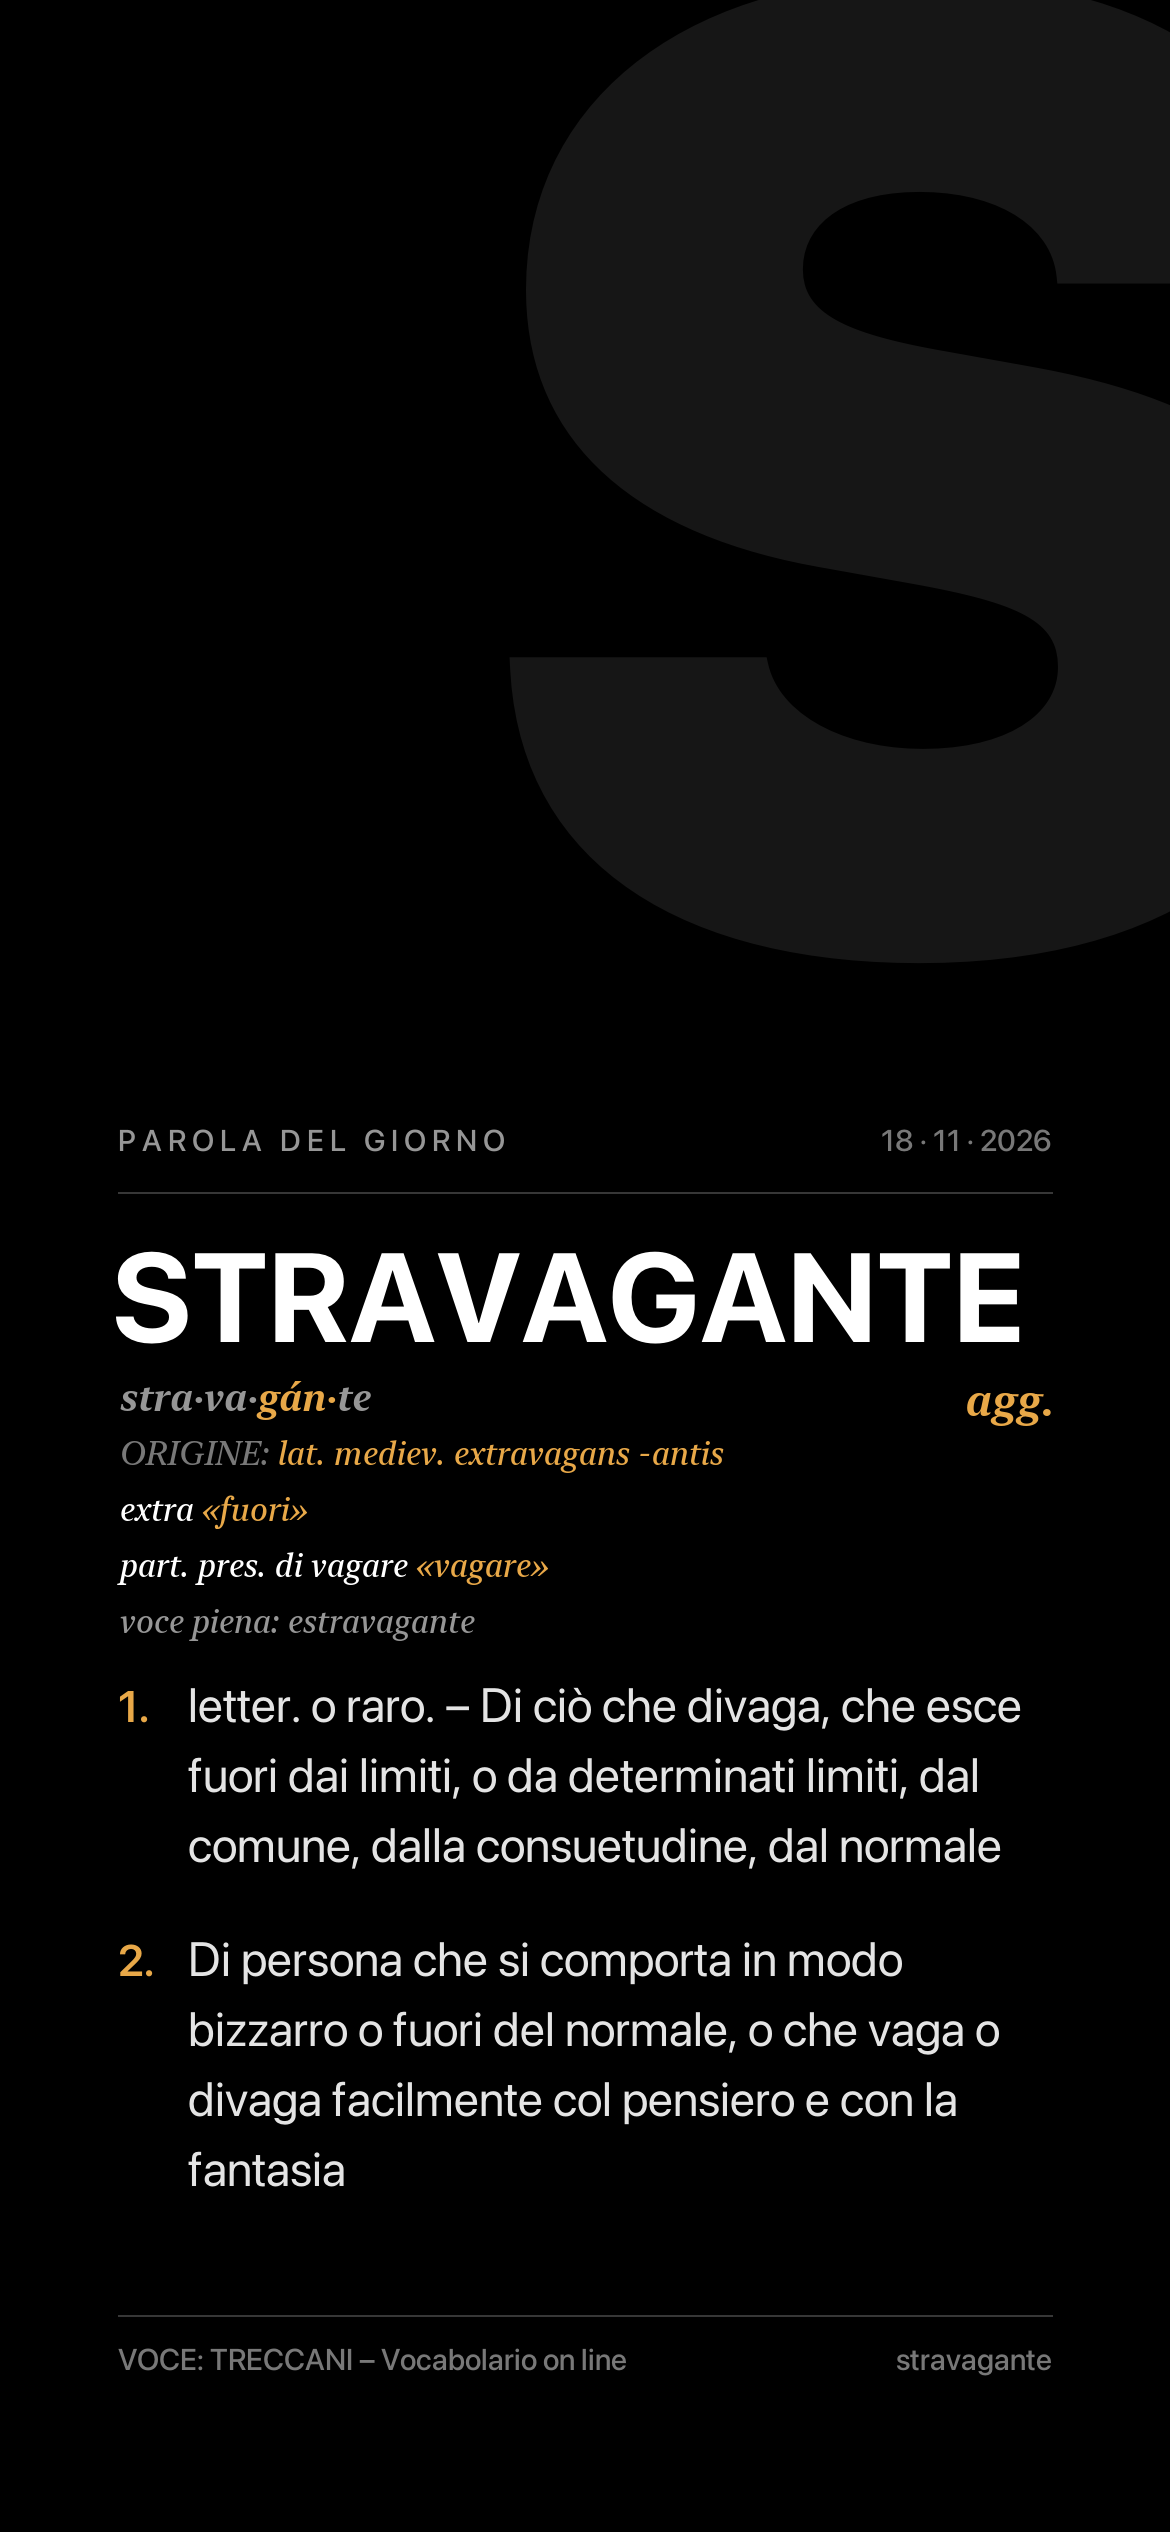 S
PAROLA DEL GIORNO 18·11·2026
STRAVAGANTE
stra·va·gán·te agg.
ORIGINE: lat. mediev. extravagans -antis
extra «fuori»
part. pres. di vagare «vagare»
voce piena: estravagante
1. letter. o raro. – Di ciò che divaga, che esce
fuori dai limiti, o da determinati limiti, dal
comune, dalla consuetudine, dal normale
2. Di persona che si comporta in modo
bizzarro o fuori del normale, o che vaga o
divaga facilmente col pensiero e con la
fantasia
VOCE: TRECCANI – Vocabolario on line stravagante